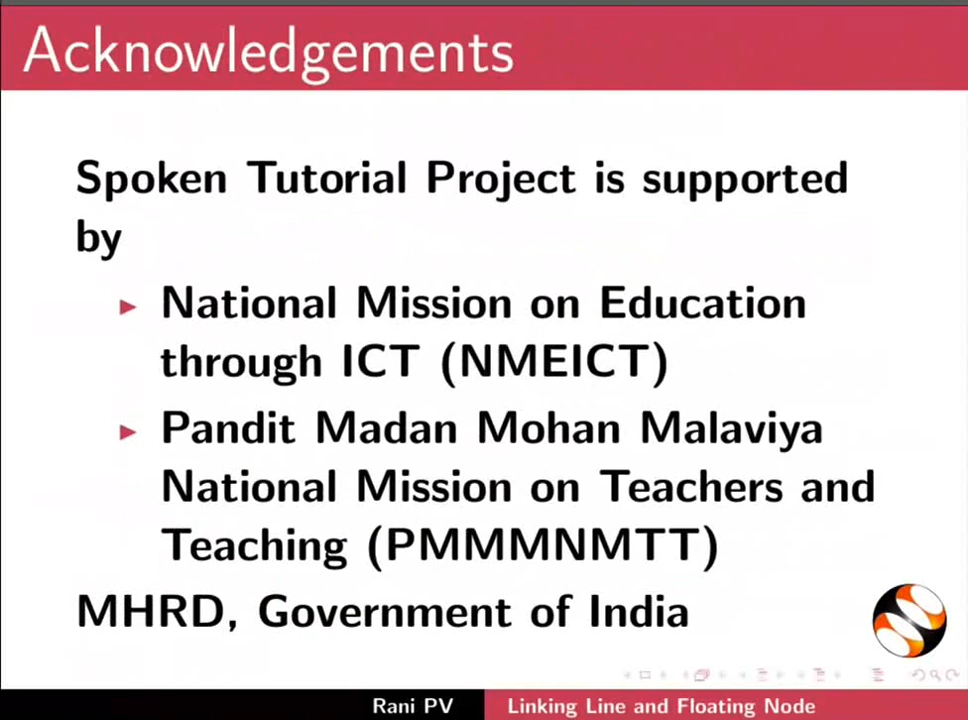 Acknowledgements
Spoken Tutorial Project is supported
by
National Mission on Education
through ICT (NMEICT)
Pandit Madan Mohan Malaviya
National Mission on Teachers and
Teaching (PMMMNMTT)
MHRD, Government of India
Rani PV
Linking Line and Floating Node